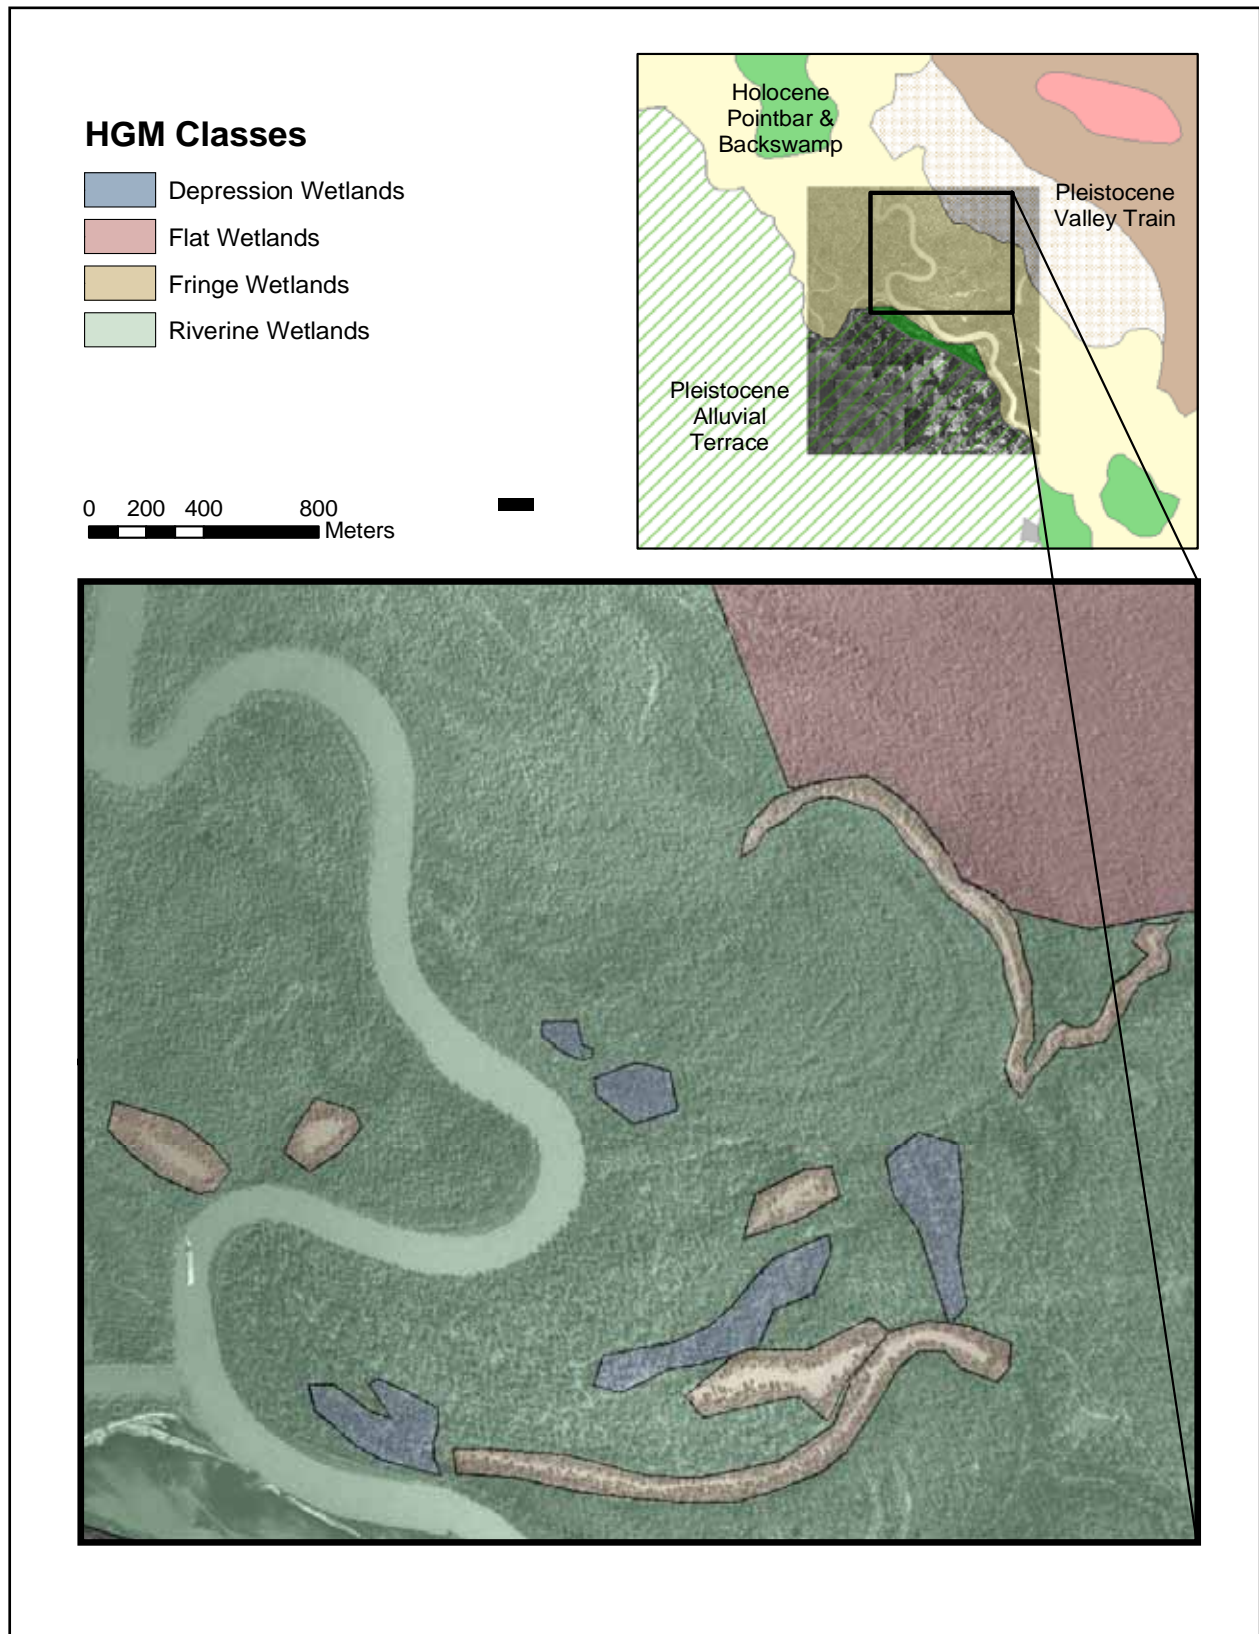 HGM Classes
Depression Wetlands
Flat Wetlands
Fringe Wetlands
Riverine Wetlands
0 200 400 800
Meters
Holocene
Pointbar &
Backswamp
Pleistocene
Valley Train
Pleistocene
Alluvial
Terrace